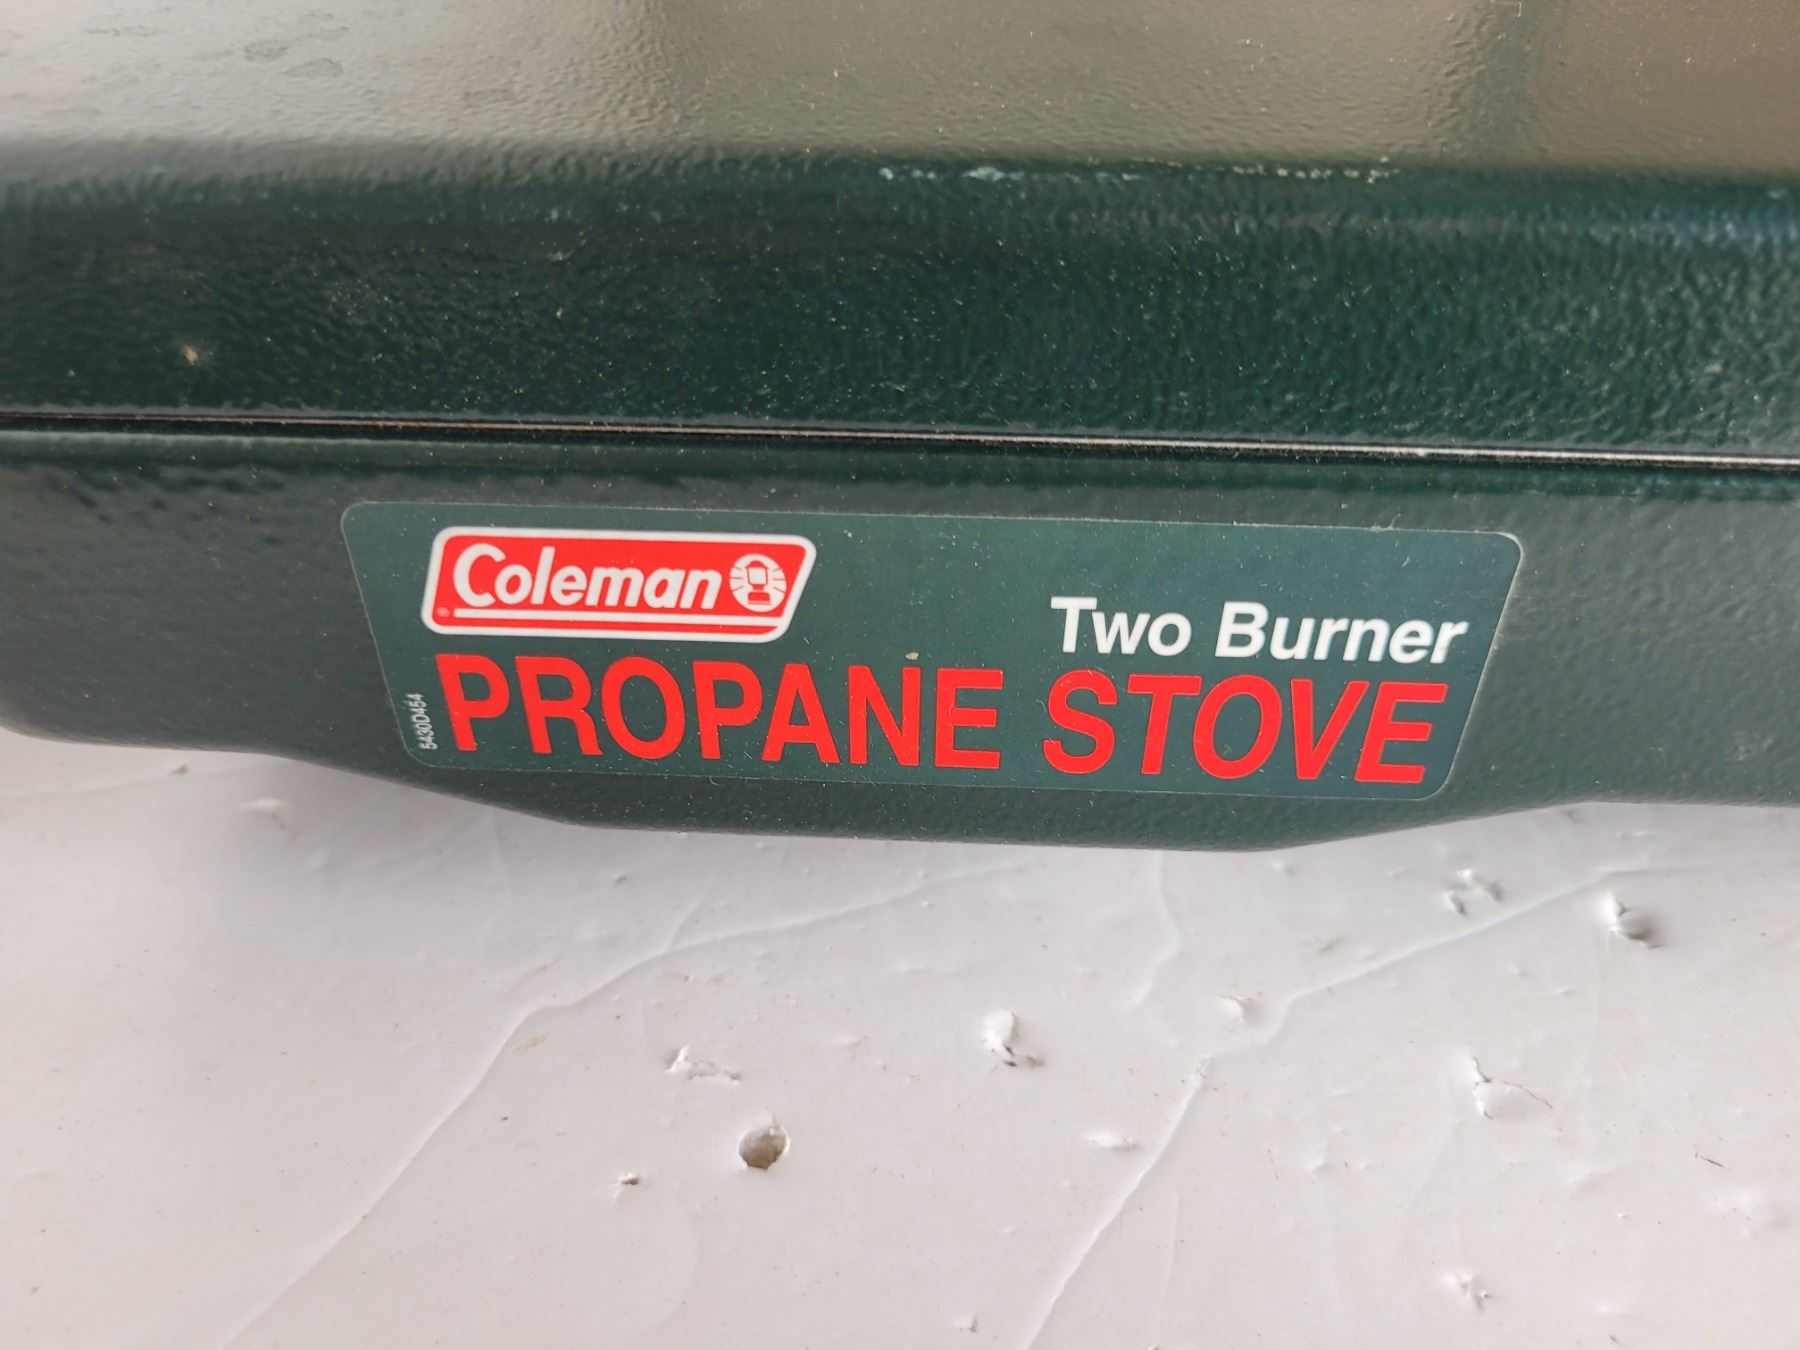 Coleman
Two Burner
PROPANE STOVE
5430D454